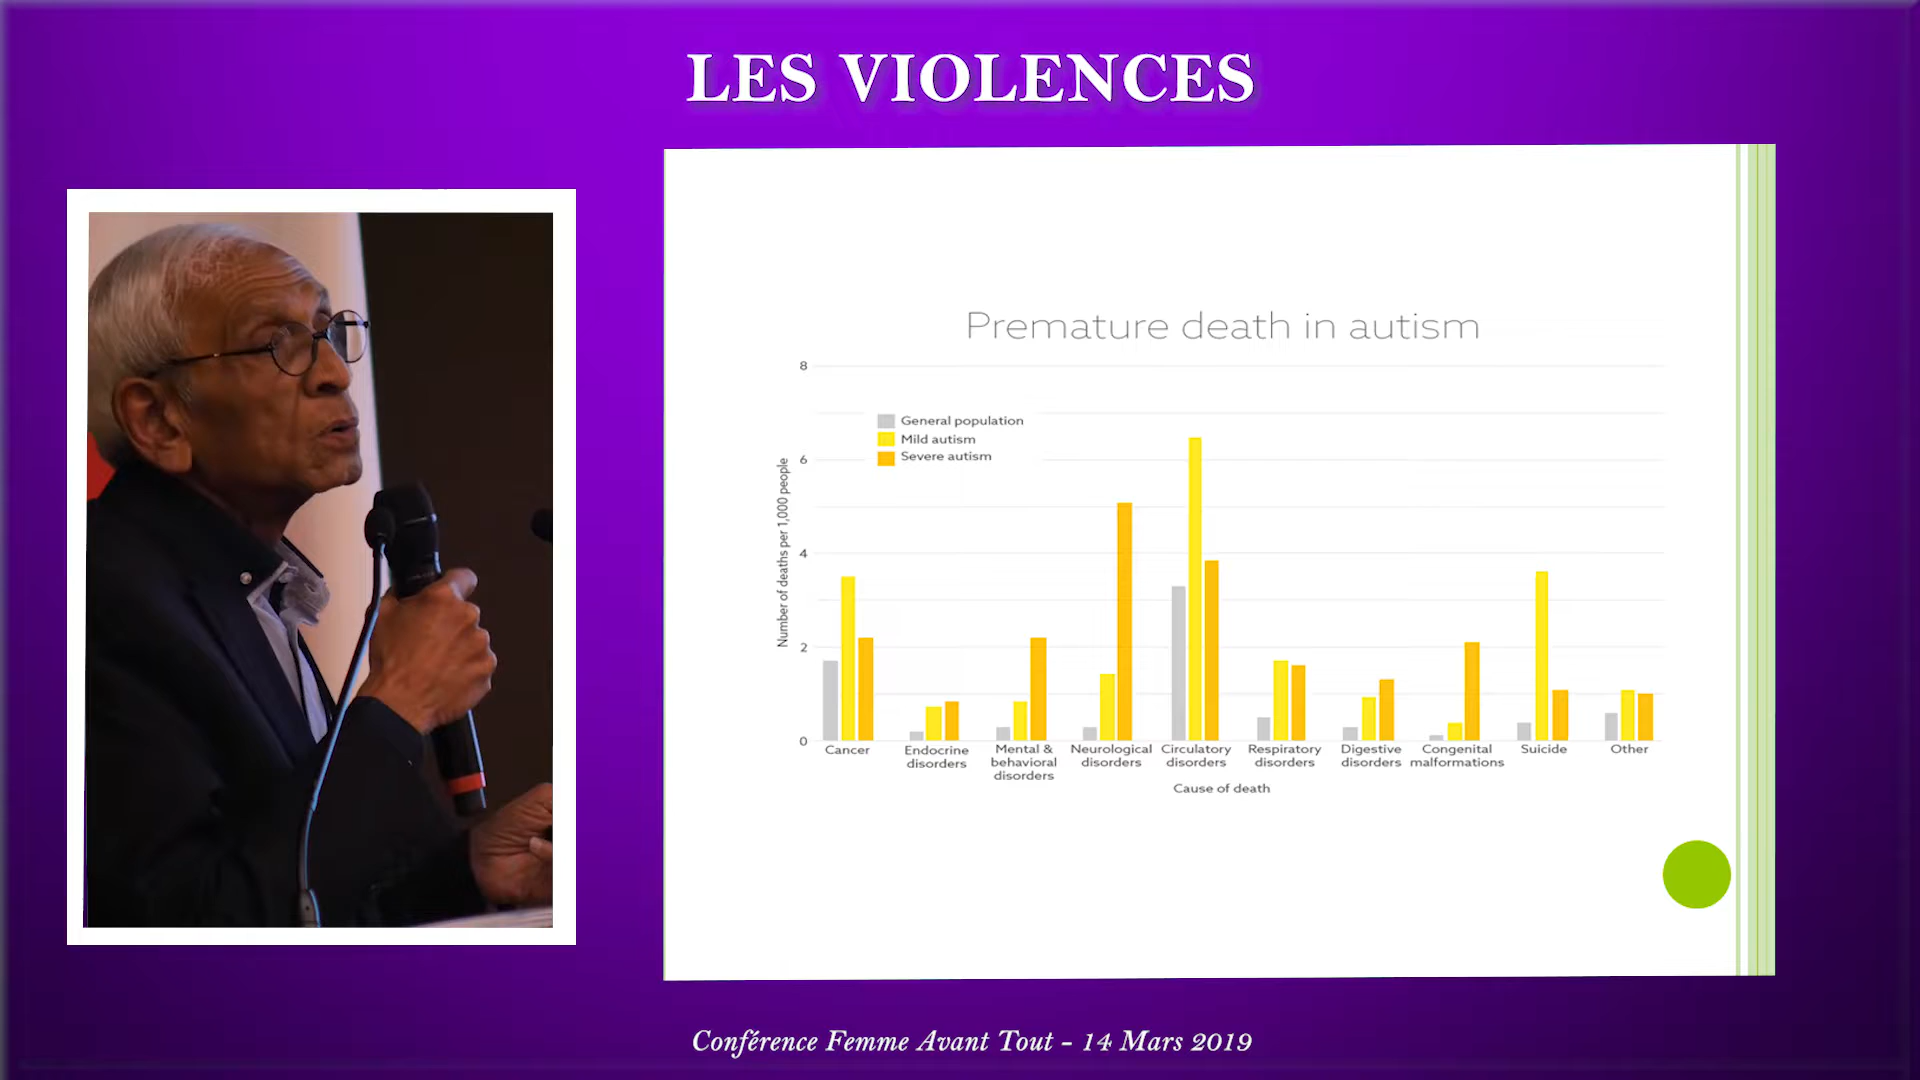 LES VIOLENCES
Premature death in autism
8
General population
Mild autism
Severe autism
6
4
2
0
Number of deaths per 1,000 people
Cancer
Endocrine
disorders
Mental &
behavioral
disorders
Neurological
disorders
Circulatory
disorders
Respiratory
disorders
Digestive
disorders
Congenital
malformations
Suicide
Other
Cause of death
Conférence Femme Avant Tout - 14 Mars 2019